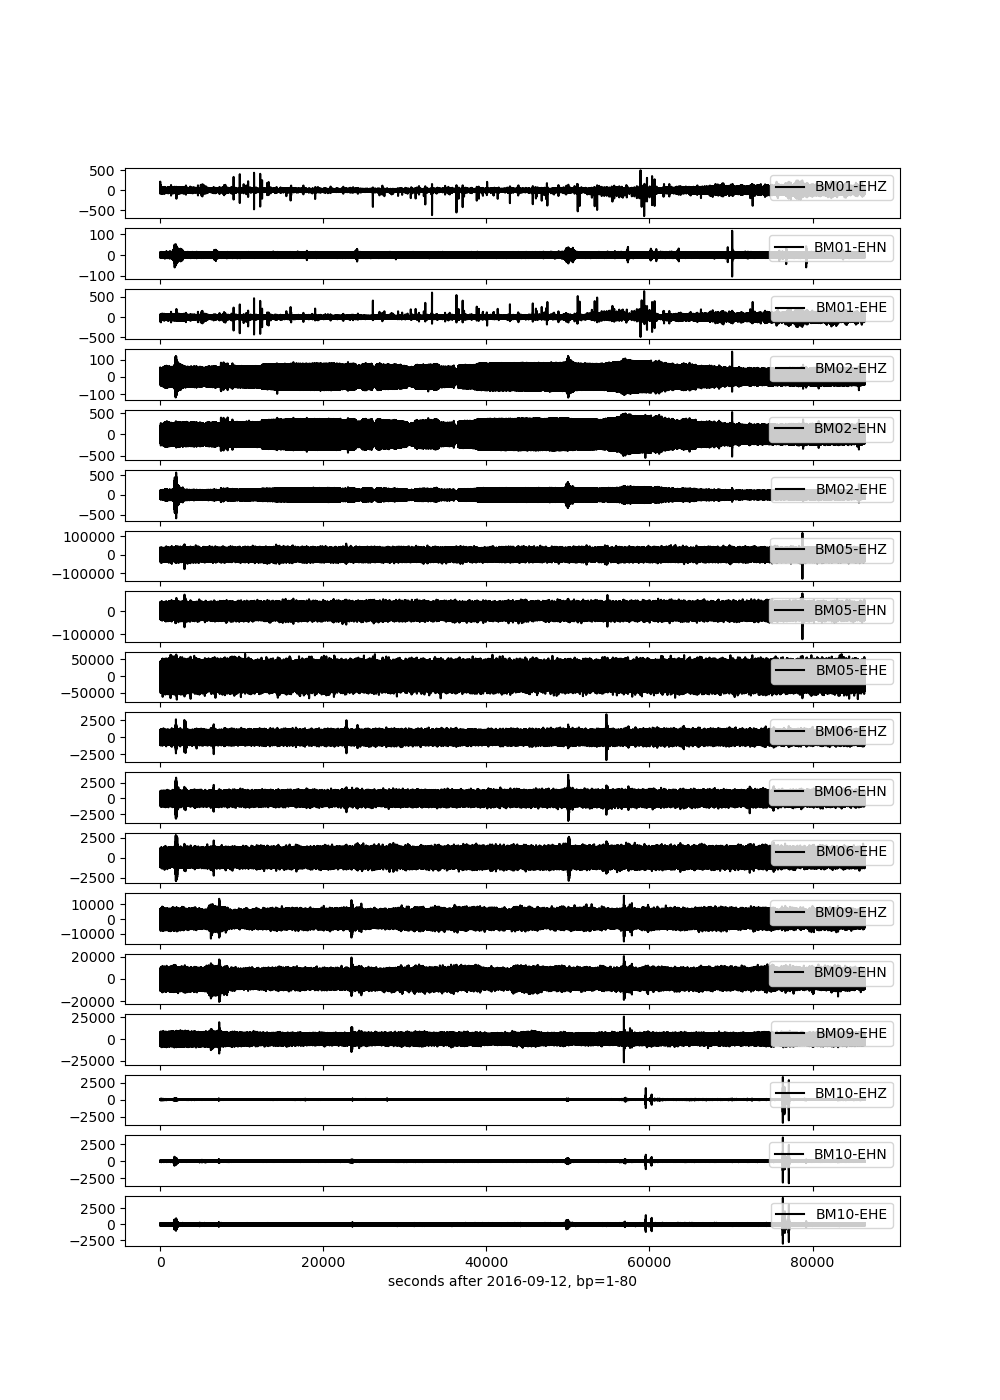 500
0
−500
BM01-EHZ
100
0
−100
BM01-EHN
500
0
−500
BM01-EHE
100
0
−100
BM02-EHZ
500
0
−500
BM02-EHN
500
0
−500
BM02-EHE
100000
0
−100000
BM05-EHZ
0
−100000
BM05-EHN
50000
0
−50000
BM05-EHE
2500
0
−2500
BM06-EHZ
2500
0
−2500
BM06-EHN
2500
0
−2500
BM06-EHE
10000
0
−10000
BM09-EHZ
20000
0
−20000
BM09-EHN
25000
0
−25000
BM09-EHE
2500
0
−2500
BM10-EHZ
2500
0
−2500
BM10-EHN
2500
0
−2500
BM10-EHE
0 20000 40000 60000 80000
seconds after 2016-09-12, bp=1-80